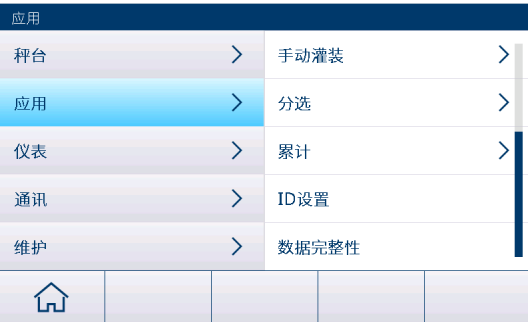 应用
秤台
应用
仪表
通讯
维护
手动灌装
分选
累计
ID设置
数据完整性